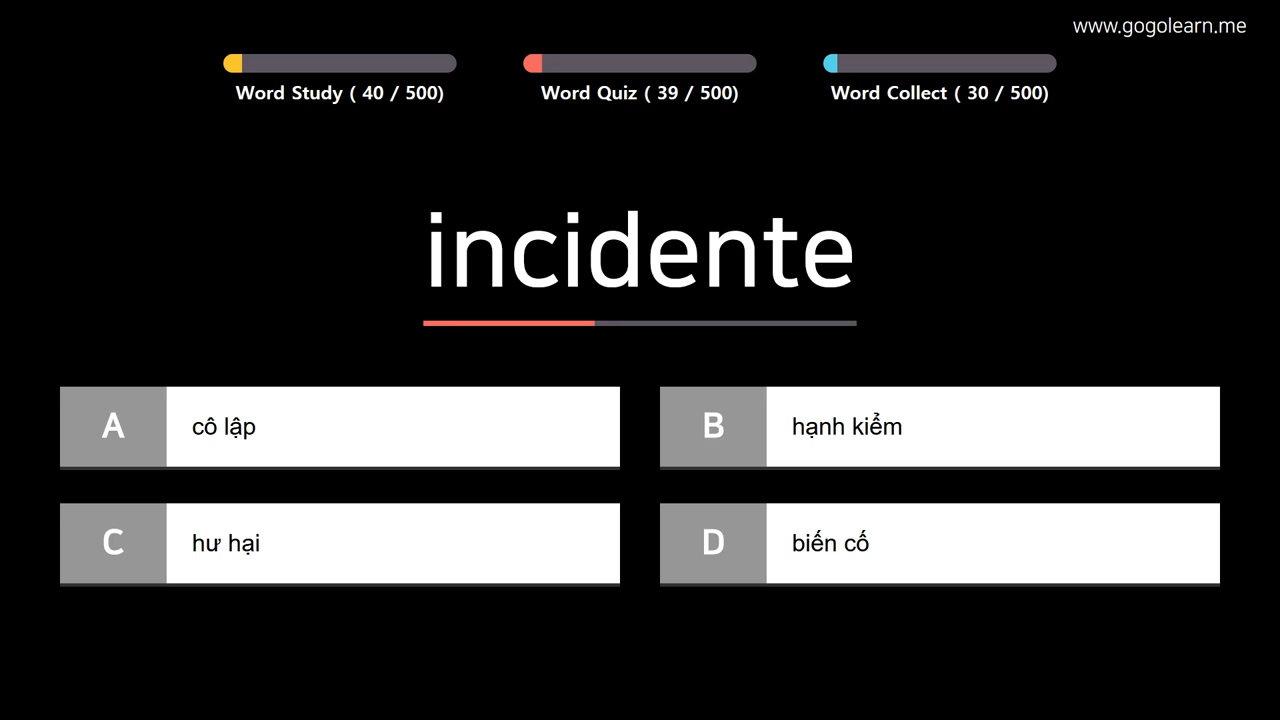 www.gogolearn.me
Word Study ( 40 / 500)
Word Quiz ( 39 / 500)
Word Collect ( 30 / 500)
incidente
A cô lập
B hạnh kiểm
C hư hại
D biến cố